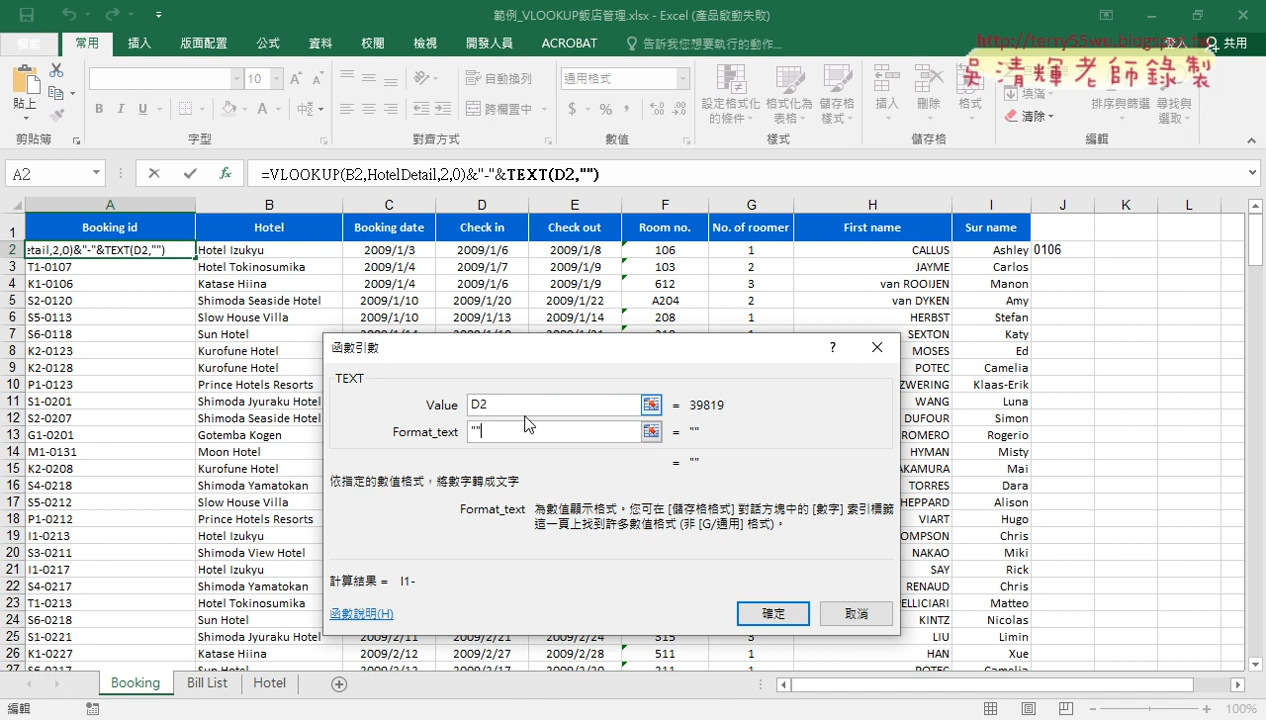 範例_VLOOKUP飯店管理.xlsx - Excel (產品啟動失敗)
http://terry55wu.blogspot.tw
吳清輝老師錄製
檔案 常用 插入 版面配置 公式 資料 校閱 檢視 開發人員 ACROBAT 告訴我您想要執行的動作... 登入 共用
貼上 10 自動換列 通用格式 設定格式化的條件 格式化為表格 儲存格樣式 插入 刪除 格式 填滿 排序與篩選 尋找與選取
B I U 跨欄置中 $ % , 清除
剪貼簿 字型 對齊方式 數值 樣式 儲存格 編輯
A2 =VLOOKUP(B2,HotelDetail,2,0)&"-"&TEXT(D2,"")
A B C D E F G H I J K L
1 Booking id Hotel Booking date Check in Check out Room no. No. of roomer First name Sur name
2 :tail,2,0)&"-"&TEXT(D2,"") Hotel Izukyu 2009/1/3 2009/1/6 2009/1/8 106 1 CALLUS Ashley 0106
3 T1-0107 Hotel Tokinosumika 2009/1/4 2009/1/7 2009/1/9 103 2 JAYME Carlos
4 K1-0106 Katase Hiina 2009/1/4 2009/1/6 2009/1/9 612 3 van ROOIJEN Manon
5 S2-0120 Shimoda Seaside Hotel 2009/1/10 2009/1/20 2009/1/22 A204 2 van DYKEN Amy
6 S5-0113 Slow House Villa 2009/1/10 2009/1/13 2009/1/14 208 1 HERBST Stefan
7 S6-0118 Sun Hotel SEXTON Katy
8 K2-0123 Kurofune Hotel MOSES Ed
9 K2-0128 Kurofune Hotel POTEC Camelia
10 P1-0123 Prince Hotels Resorts ZWERING Klaas-Erik
11 S1-0201 Shimoda Jyuraku Hotel WANG Luna
12 S2-0207 Shimoda Seaside Hotel DUFOUR Simon
13 G1-0201 Gotemba Kogen ROMERO Rogerio
14 M1-0131 Moon Hotel HYMAN Misty
15 K2-0208 Kurofune Hotel AKAMURA Mai
16 S4-0218 Shimoda Yamatokan TORRES Dara
17 S5-0212 Slow House Villa HEPPARD Alison
18 P1-0212 Prince Hotels Resorts VIART Hugo
19 I1-0213 Hotel Izukyu OMPSON Chris
20 S3-0211 Shimoda View Hotel NAKAO Miki
21 I1-0217 Hotel Izukyu SAY Rick
22 S4-0217 Shimoda Yamatokan RENAUD Chris
23 T1-0213 Hotel Tokinosumika ELLICIARI Matteo
24 S6-0218 Sun Hotel KINTZ Nicolas
25 S1-0221 Shimoda Jyuraku Hotel 2009/2/11 2009/2/21 2009/2/24 315 3 LIU Limin
26 K1-0227 Katase Hiina 2009/2/12 2009/2/27 2009/2/28 511 1 HAN Xue
27 S6-0217 Sun Hotel 211 1 POTEC Camelia
函數引數
TEXT
Value D2 = 39819
Format_text "" = ""
= ""
依指定的數值格式，將數字轉成文字
Format_text 為數值顯示格式。您可在 [儲存格格式] 對話方塊中的 [數字] 索引標籤
這一頁上找到許多數值格式 (非 [G/通用] 格式)。
計算結果 = I1-
函數說明(H) 確定 取消
Booking Bill List Hotel
編輯 100%